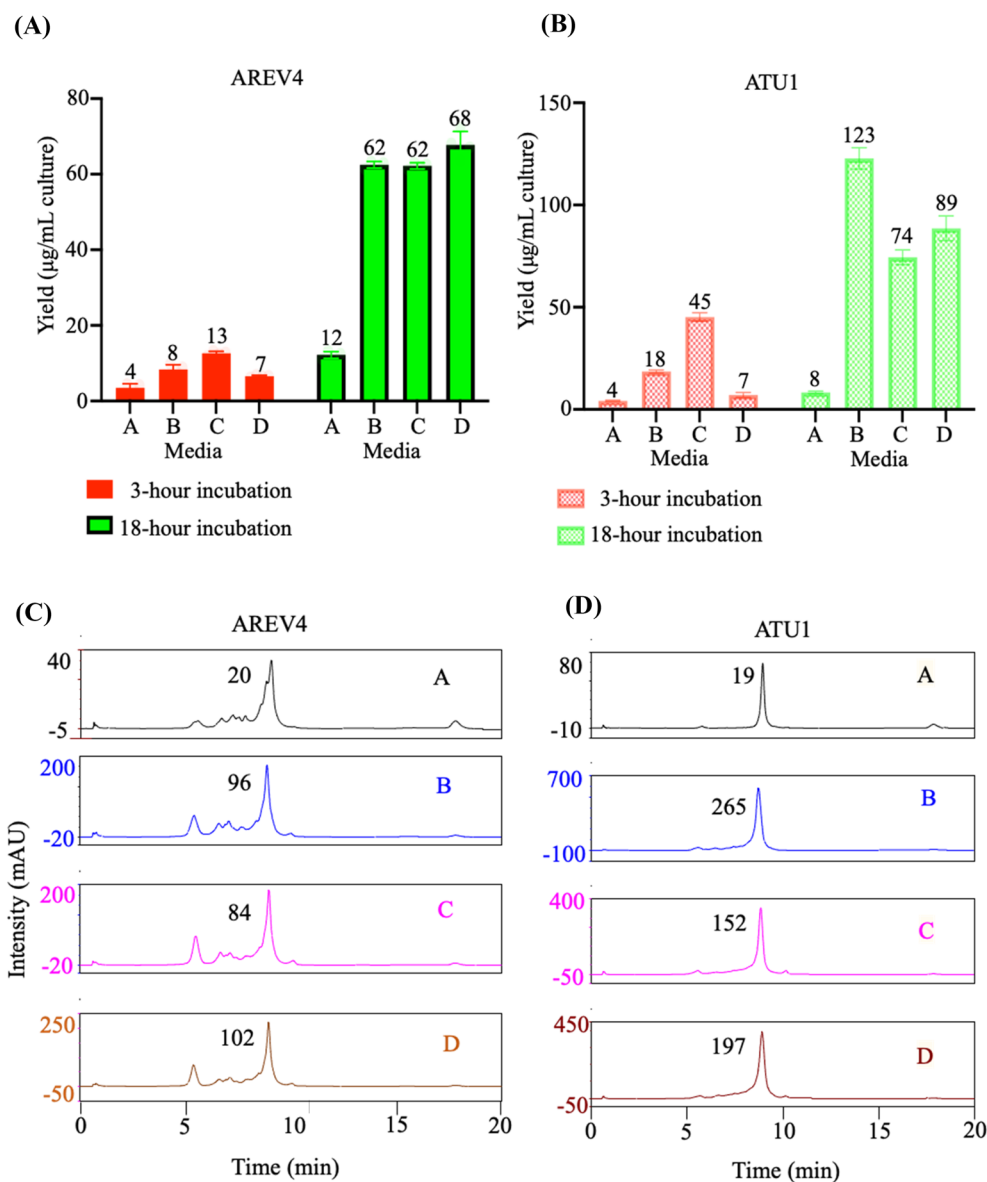 (A)
AREV4
Yield (µg/mL culture)
80
60
40
20
0
4
8
13
7
12
62
62
68
A B C D A B C D
Media Media
3-hour incubation
18-hour incubation
(B)
ATU1
Yield (µg/mL culture)
150
100
50
0
4
18
45
7
8
123
74
89
A B C D A B C D
Media Media
3-hour incubation
18-hour incubation
(C)
AREV4
Intensity (mAU)
40
-5
20
A
200
-20
96
B
200
-20
84
C
250
-50
102
D
0 5 10 15 20
Time (min)
(D)
ATU1
80
-10
19
A
700
-100
265
B
400
-50
152
C
450
-50
197
D
0 5 10 15 20
Time (min)